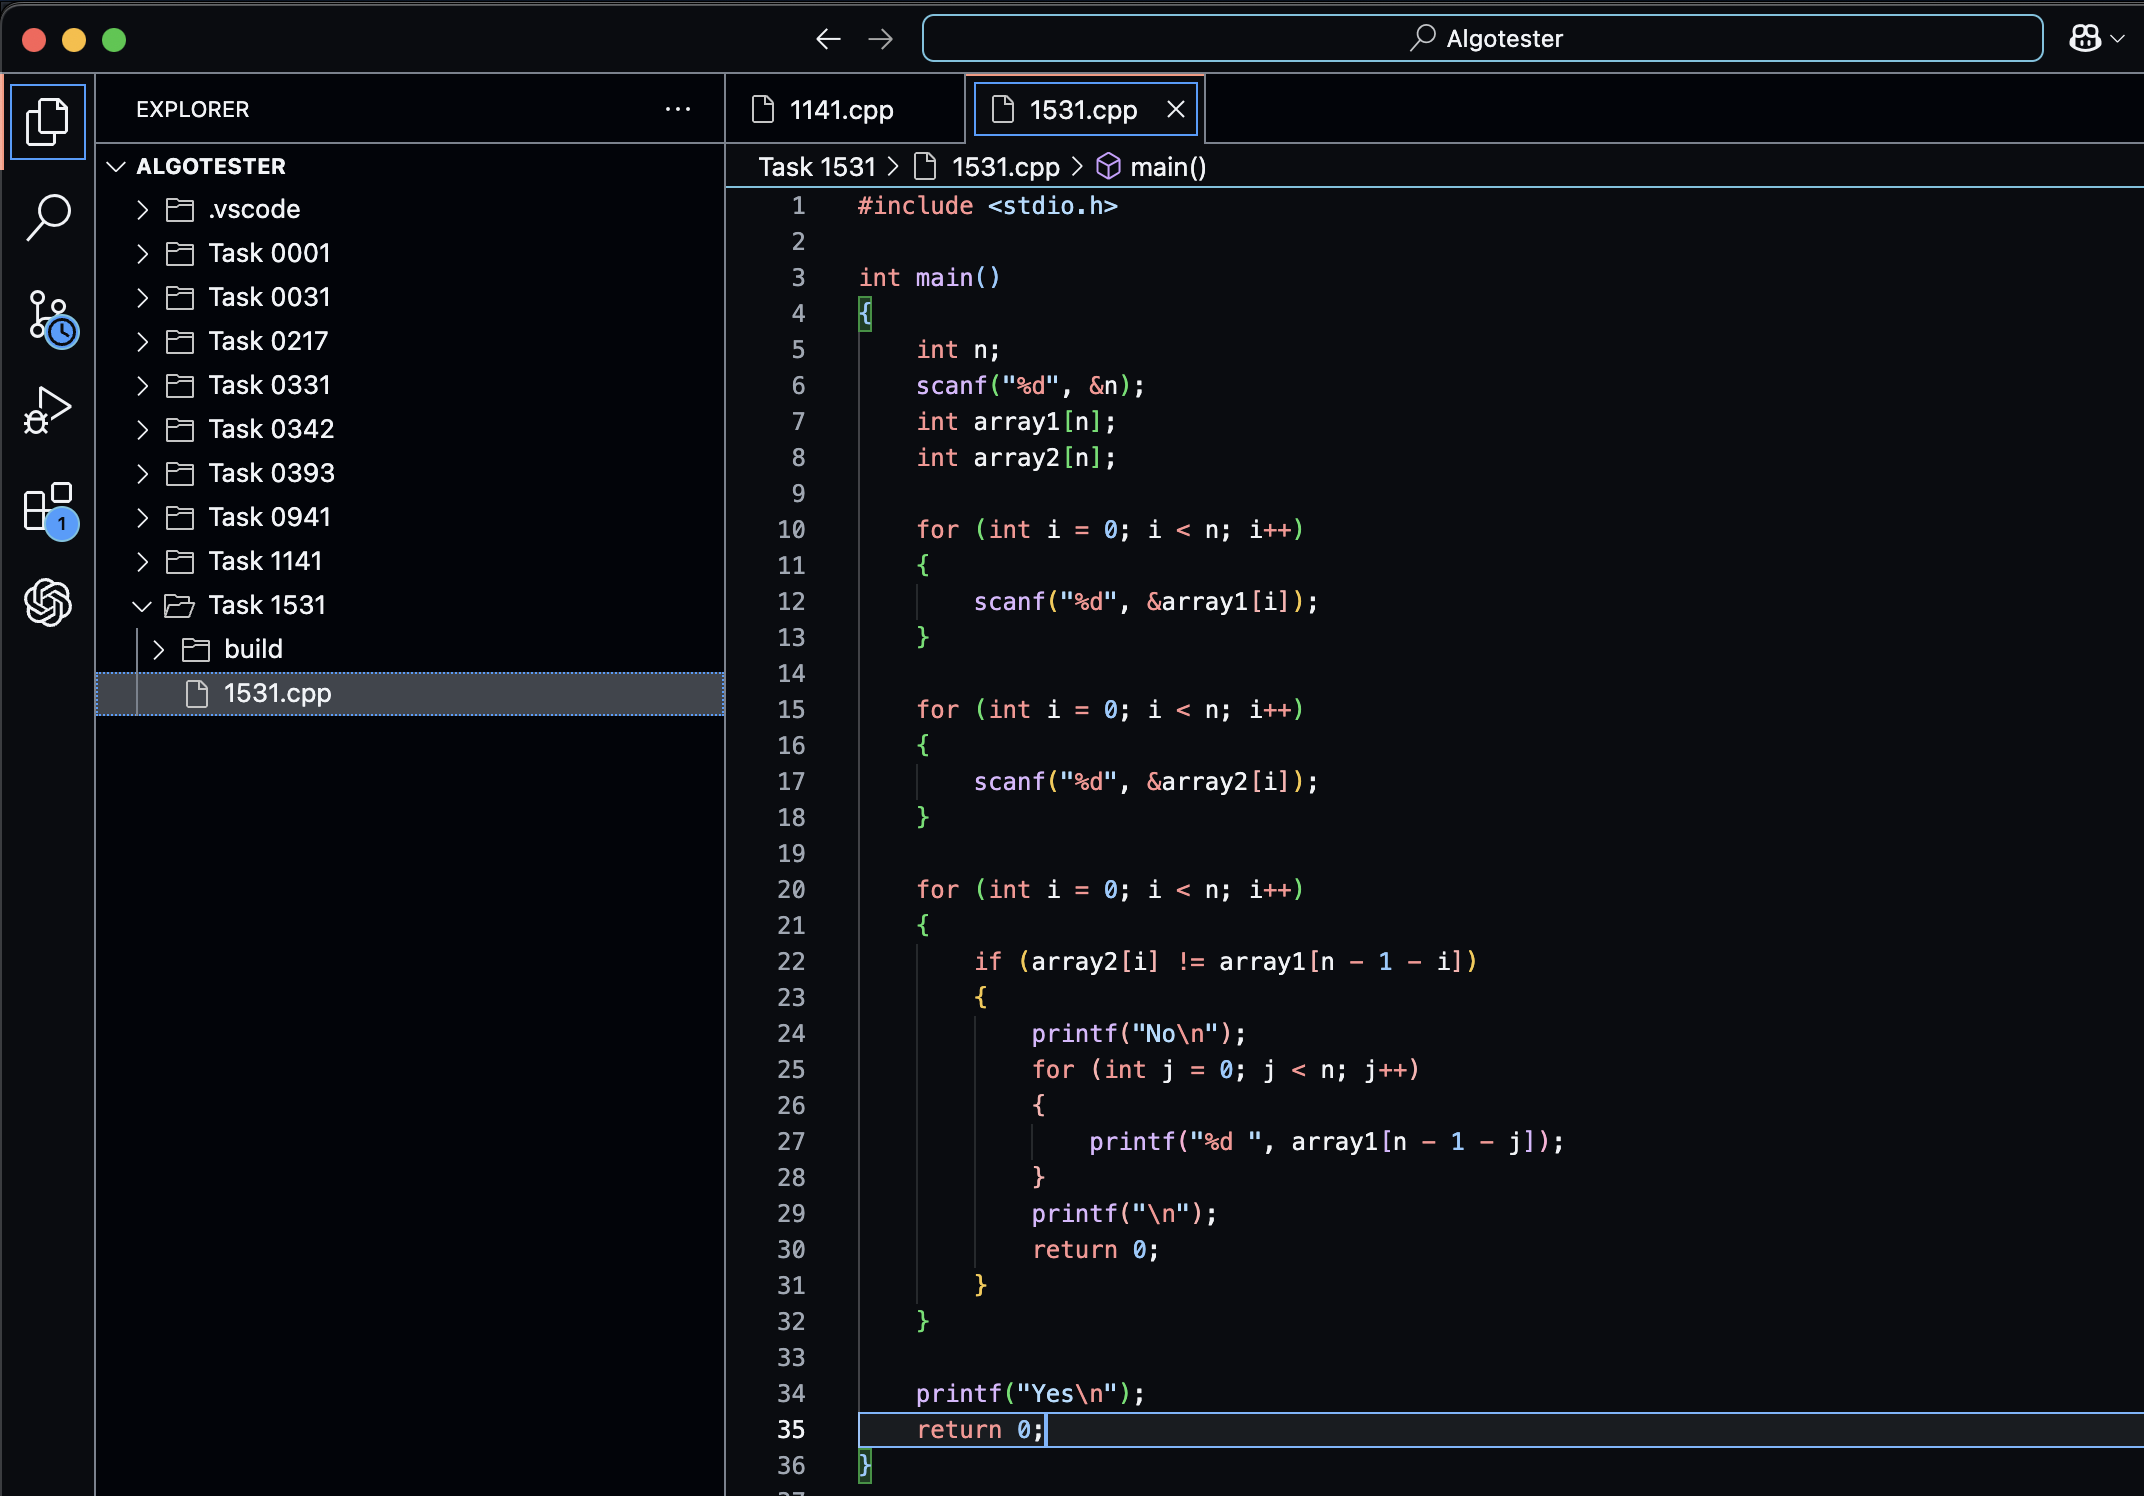 Algotester
EXPLORER
···
1141.cpp
1531.cpp
ALGOTESTER
Task 1531 > 1531.cpp > main()
.vscode
Task 0001
Task 0031
Task 0217
Task 0331
Task 0342
Task 0393
Task 0941
Task 1141
Task 1531
build
1531.cpp
1
1 #include <stdio.h>
2
3 int main()
4 {
5 int n;
6 scanf("%d", &n);
7 int array1[n];
8 int array2[n];
9
10 for (int i = 0; i < n; i++)
11 {
12 scanf("%d", &array1[i]);
13 }
14
15 for (int i = 0; i < n; i++)
16 {
17 scanf("%d", &array2[i]);
18 }
19
20 for (int i = 0; i < n; i++)
21 {
22 if (array2[i] != array1[n - 1 - i])
23 {
24 printf("No\n");
25 for (int j = 0; j < n; j++)
26 {
27 printf("%d ", array1[n - 1 - j]);
28 }
29 printf("\n");
30 return 0;
31 }
32 }
33
34 printf("Yes\n");
35 return 0;
36 }